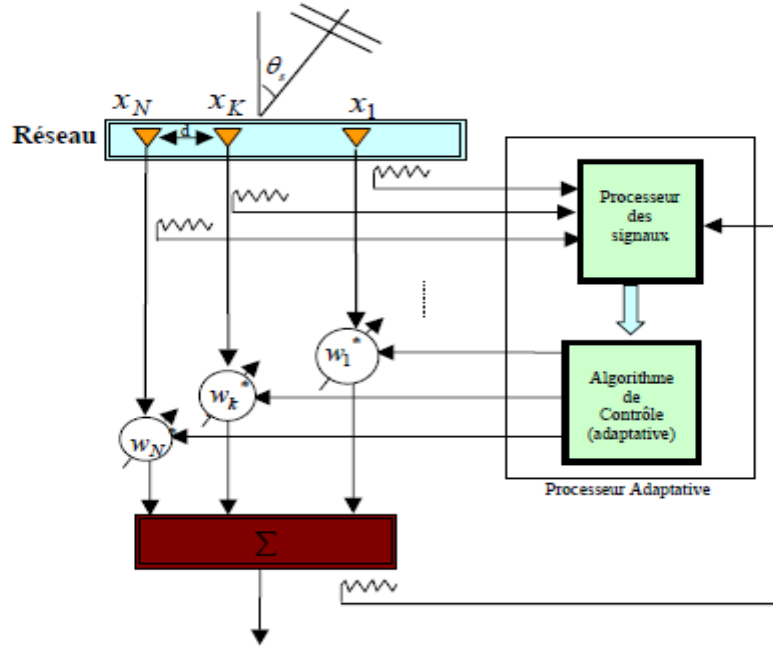 θs
xN xK x1
Réseau
d
Processeur
des
signaux
w1*
wk*
wN*
Algorithme
de
Contrôle
(adaptative)
Processeur Adaptative
Σ